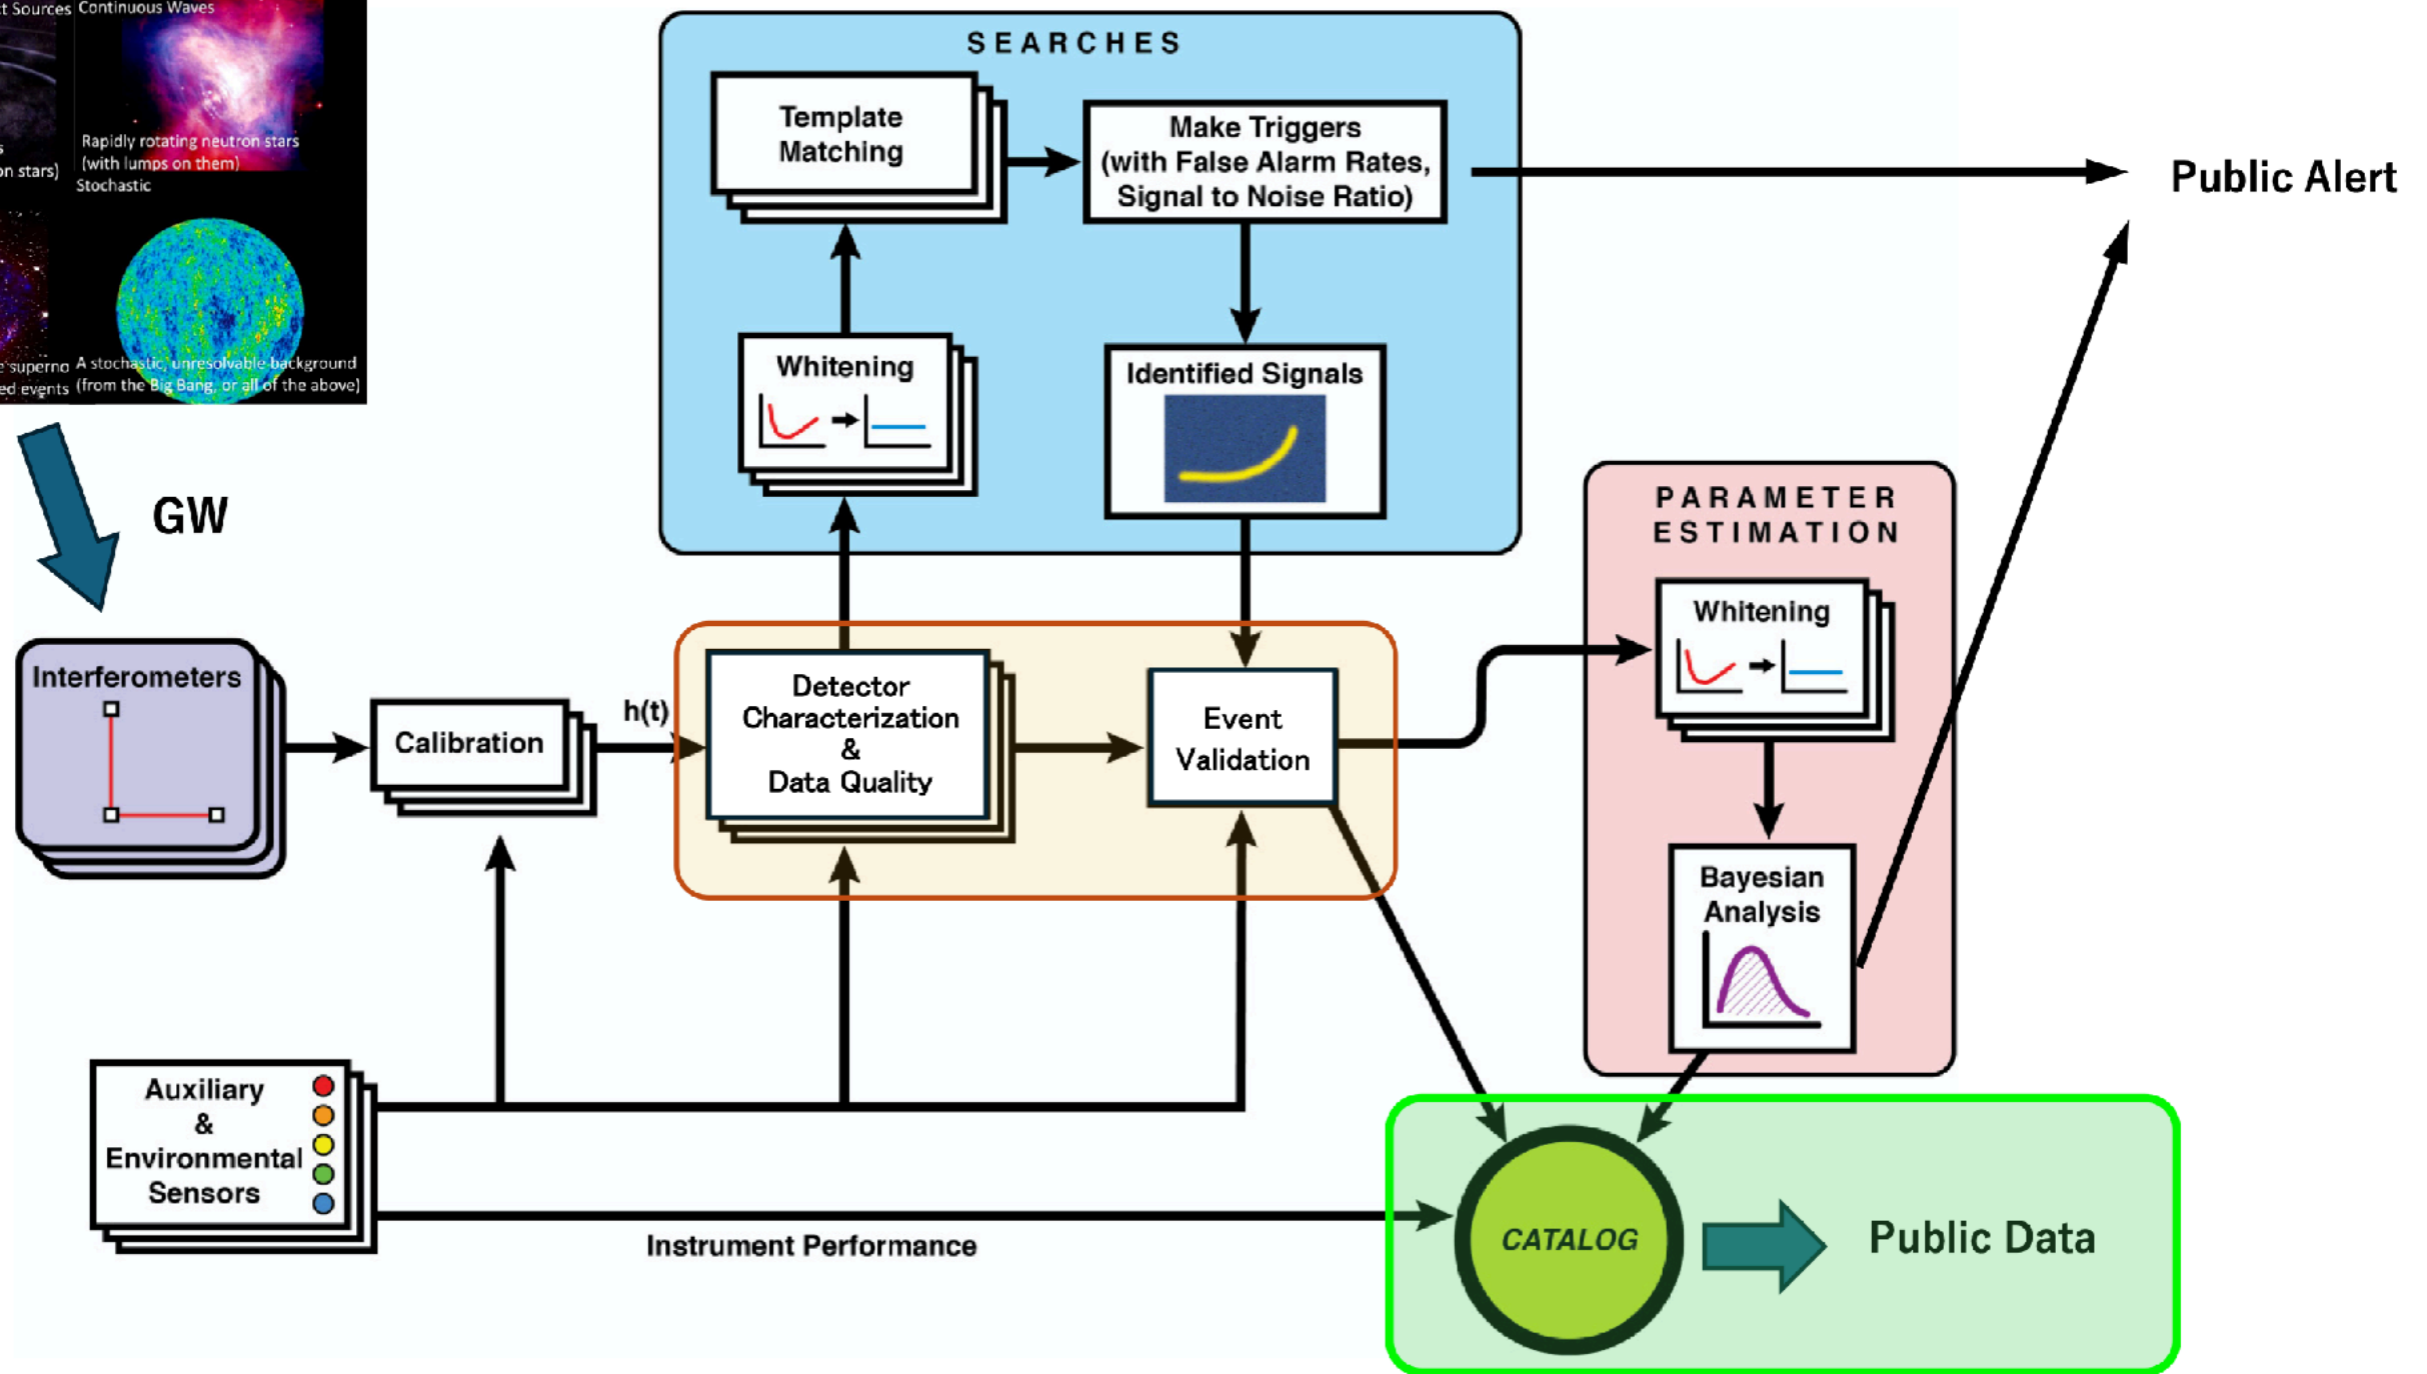 t Sources
Continuous Waves
Rapidly rotating neutron stars
(with lumps on them)
on stars)
Stochastic
A stochastic, unresolvable background
(from the Big Bang, or all of the above)
e superno
ed events
GW
SEARCHES
Template
Matching
Make Triggers
(with False Alarm Rates,
Signal to Noise Ratio)
Public Alert
Whitening
Identified Signals
PARAMETER
ESTIMATION
Whitening
Interferometers
Calibration
h(t)
Detector
Characterization
&
Data Quality
Event
Validation
Bayesian
Analysis
Auxiliary
&
Environmental
Sensors
Instrument Performance
CATALOG
Public Data